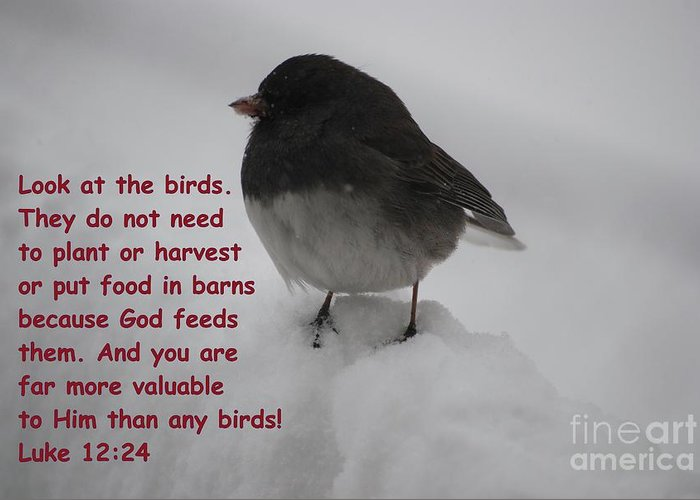 Look at the birds.
They do not need
to plant or harvest
or put food in barns
because God feeds
them. And you are
far more valuable
to Him than any birds!
Luke 12:24
fineart
america